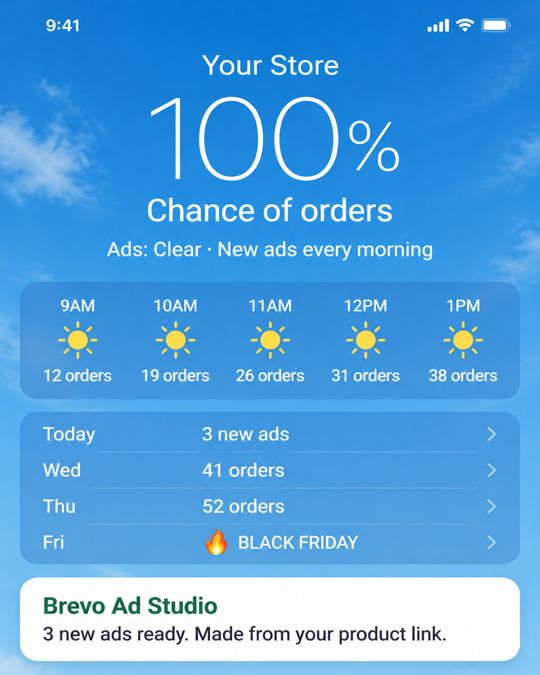 9:41
Your Store
100%
Chance of orders
Ads: Clear · New ads every morning
9AM 10AM 11AM 12PM 1PM
12 orders 19 orders 26 orders 31 orders 38 orders
Today 3 new ads
Wed 41 orders
Thu 52 orders
Fri 🔥 BLACK FRIDAY
Brevo Ad Studio
3 new ads ready. Made from your product link.